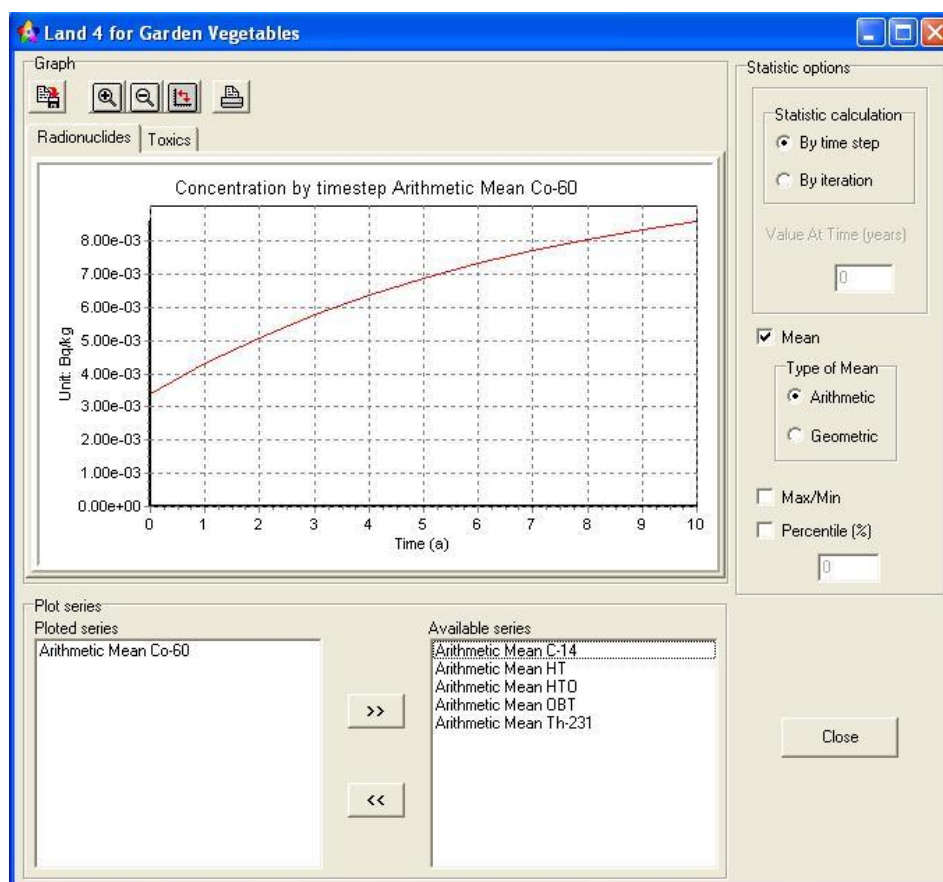 Land 4 for Garden Vegetables
Graph
Radionuclides
Toxics
Concentration by timestep Arithmetic Mean Co-60
Unit: Bq/kg
8.00e-03
7.00e-03
6.00e-03
5.00e-03
4.00e-03
3.00e-03
2.00e-03
1.00e-03
0.00e+00
0 1 2 3 4 5 6 7 8 9 10
Time (a)
Statistic options
Statistic calculation
By time step
By iteration
Value At Time (years)
0
Mean
Type of Mean
Arithmetic
Geometric
Max/Min
Percentile (%)
0
Plot series
Ploted series
Arithmetic Mean Co-60
>>
<<
Available series
Arithmetic Mean C-14
Arithmetic Mean HT
Arithmetic Mean HTO
Arithmetic Mean OBT
Arithmetic Mean Th-231
Close